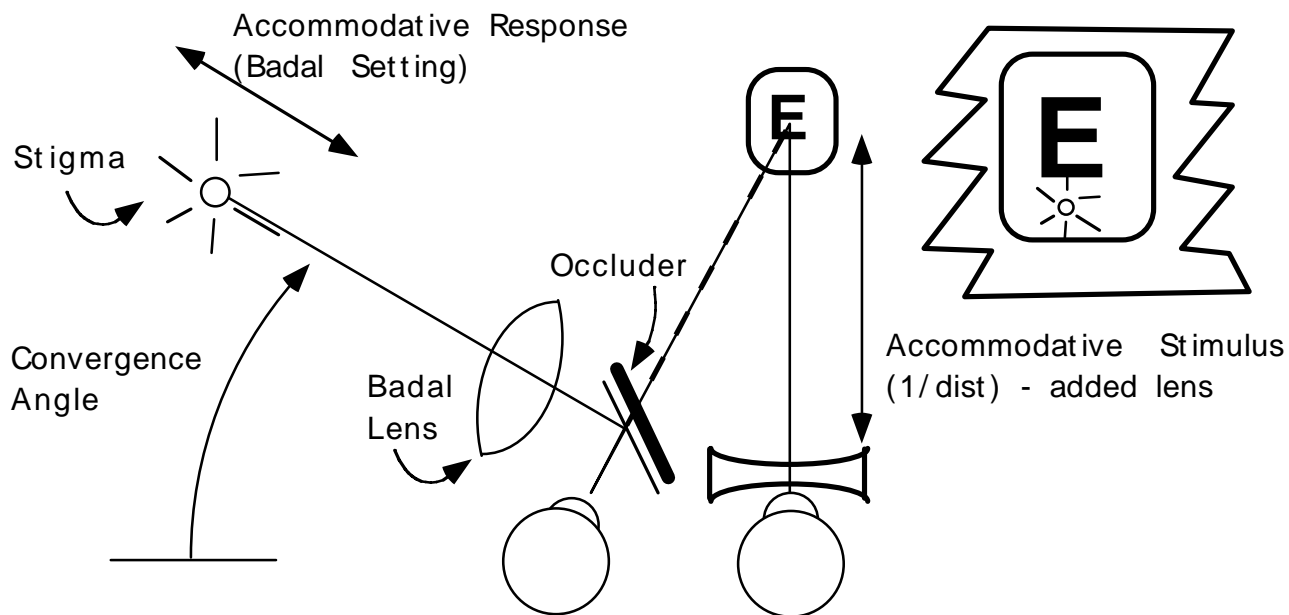 Accommodative Response
(Badal Setting)
Stigma
E
E
Occluder
Convergence
Angle
Badal
Lens
Accommodative Stimulus
(1/dist) - added lens